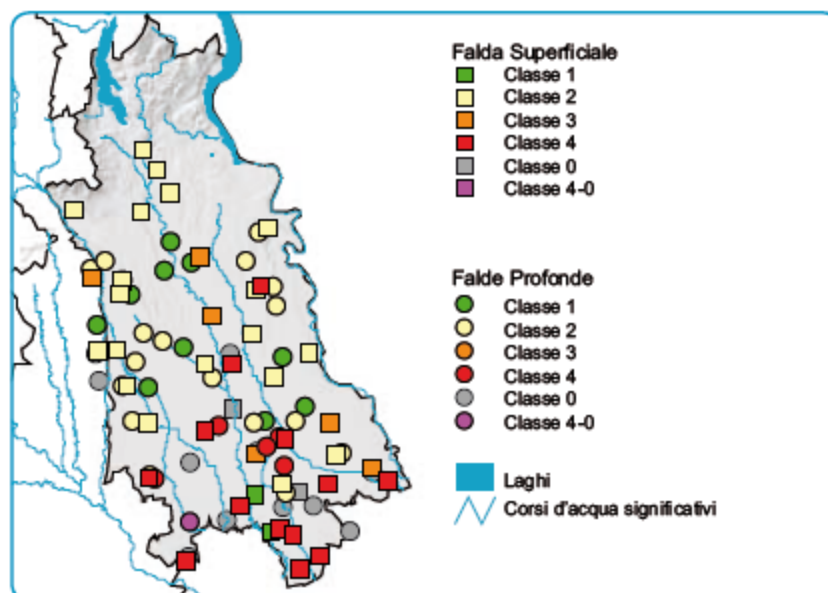 Falda Superficiale
Classe 1
Classe 2
Classe 3
Classe 4
Classe 0
Classe 4-0
Falde Profonde
Classe 1
Classe 2
Classe 3
Classe 4
Classe 0
Classe 4-0
Laghi
Corsi d'acqua significativi